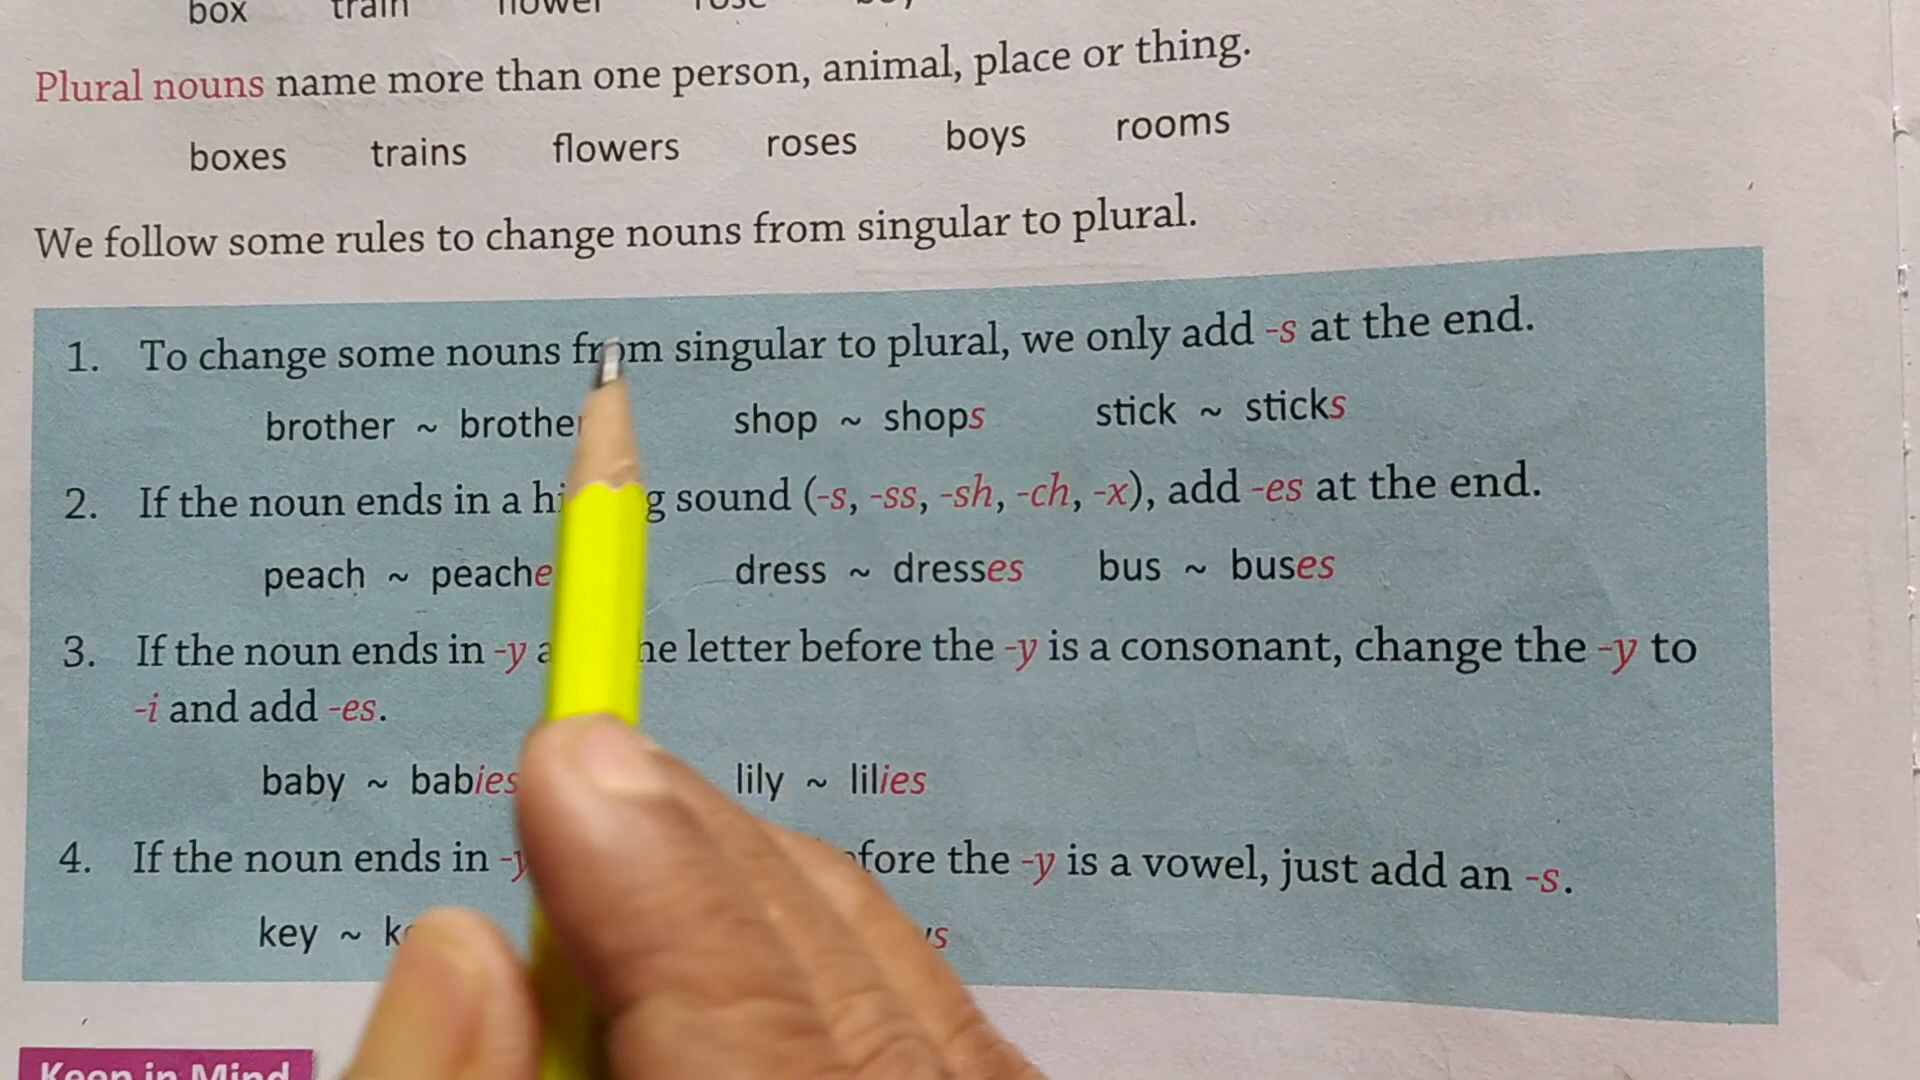 box train flower rose
Plural nouns name more than one person, animal, place or thing.
boxes trains flowers roses boys rooms
We follow some rules to change nouns from singular to plural.
1. To change some nouns from singular to plural, we only add -s at the end.
brother ~ shop ~ shops stick ~ sticks
2. If the noun ends in a sound (-s, -ss, -sh, -ch, -x), add -es at the end.
peach ~ dress ~ dresses bus ~ buses
3. If the noun ends in -y letter before the -y is a consonant, change the -y to
-i and add -es.
baby ~ babies lily ~ lilies
4. If the noun ends in the -y is a vowel, just add an -s.
key ~
Keep in Mind